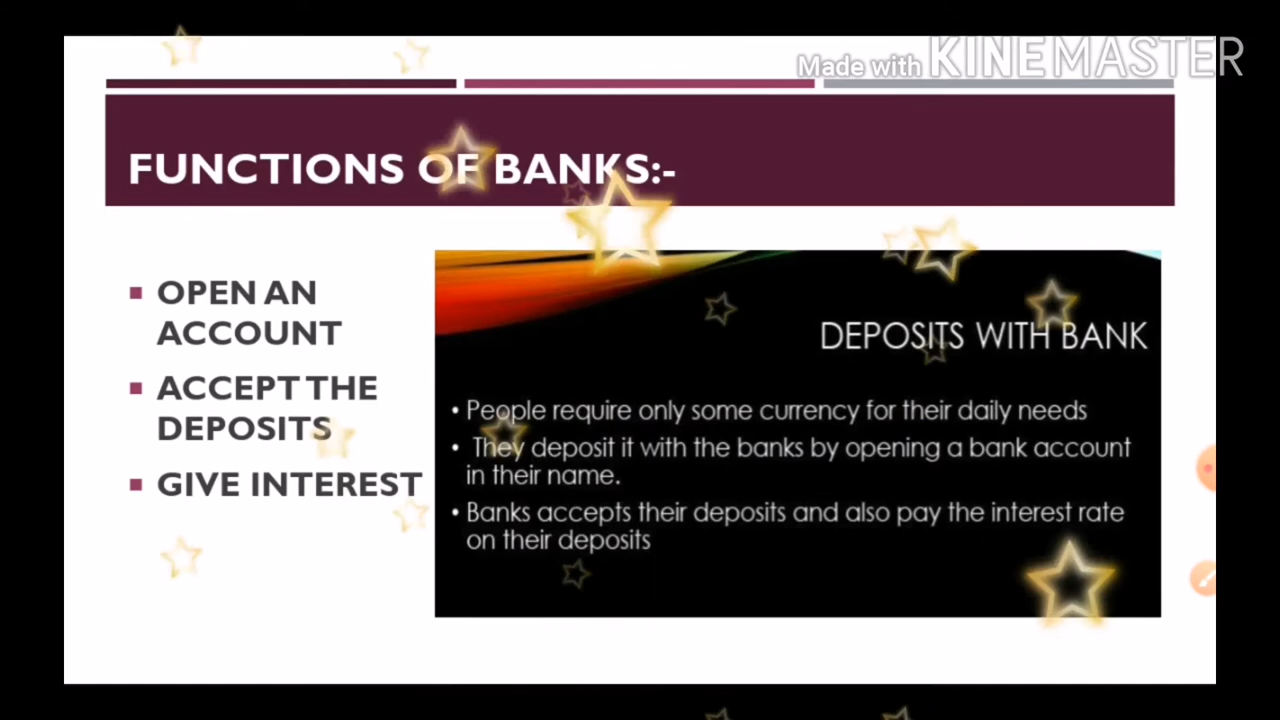 Made with KINEMASTER
FUNCTIONS OF BANKS:-
▪ OPEN AN
ACCOUNT
▪ ACCEPT THE
DEPOSITS
▪ GIVE INTEREST
DEPOSITS WITH BANK
• People require only some currency for their daily needs
• They deposit it with the banks by opening a bank account
in their name.
• Banks accepts their deposits and also pay the interest rate
on their deposits